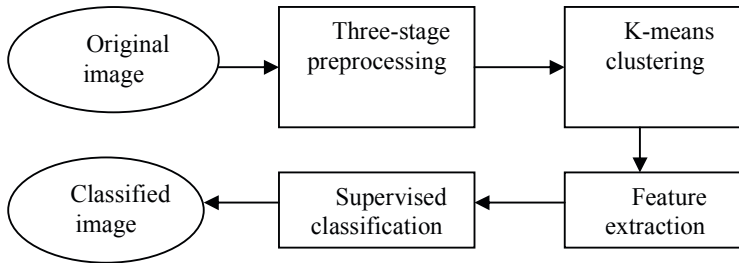 Original
image
Three-stage
preprocessing
K-means
clustering
Feature
extraction
Supervised
classification
Classified
image